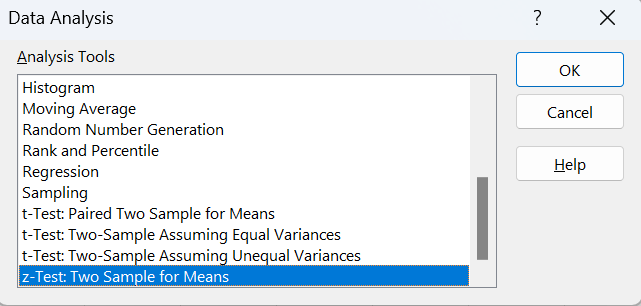 Data Analysis
?
Analysis Tools
Histogram
Moving Average
Random Number Generation
Rank and Percentile
Regression
Sampling
t-Test: Paired Two Sample for Means
t-Test: Two-Sample Assuming Equal Variances
t-Test: Two-Sample Assuming Unequal Variances
z-Test: Two Sample for Means
OK
Cancel
Help